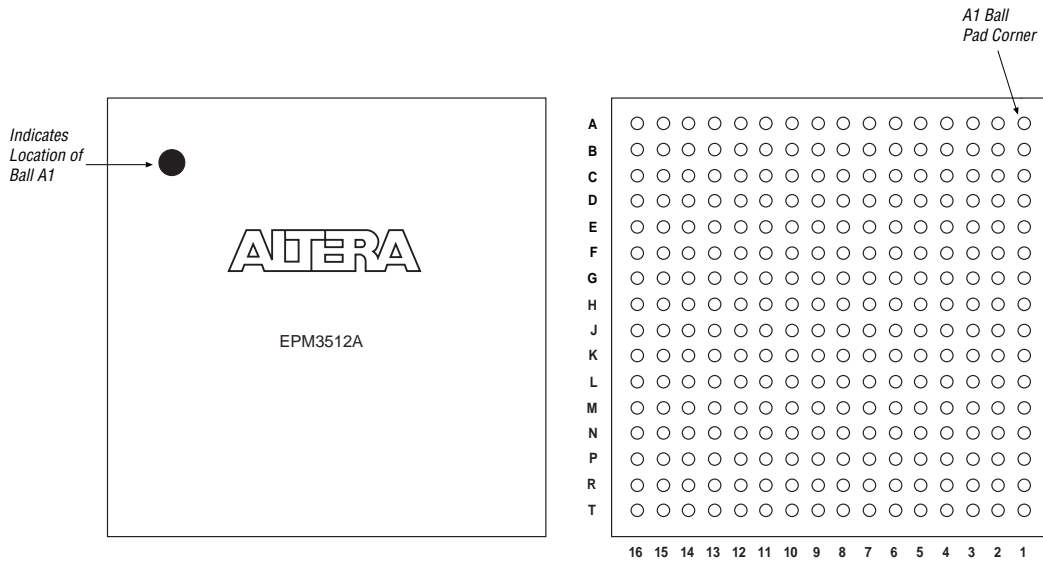 A1 Ball
Pad Corner
Indicates
Location of
Ball A1
ALTERA
EPM3512A
A
B
C
D
E
F
G
H
J
K
L
M
N
P
R
T
16 15 14 13 12 11 10 9 8 7 6 5 4 3 2 1